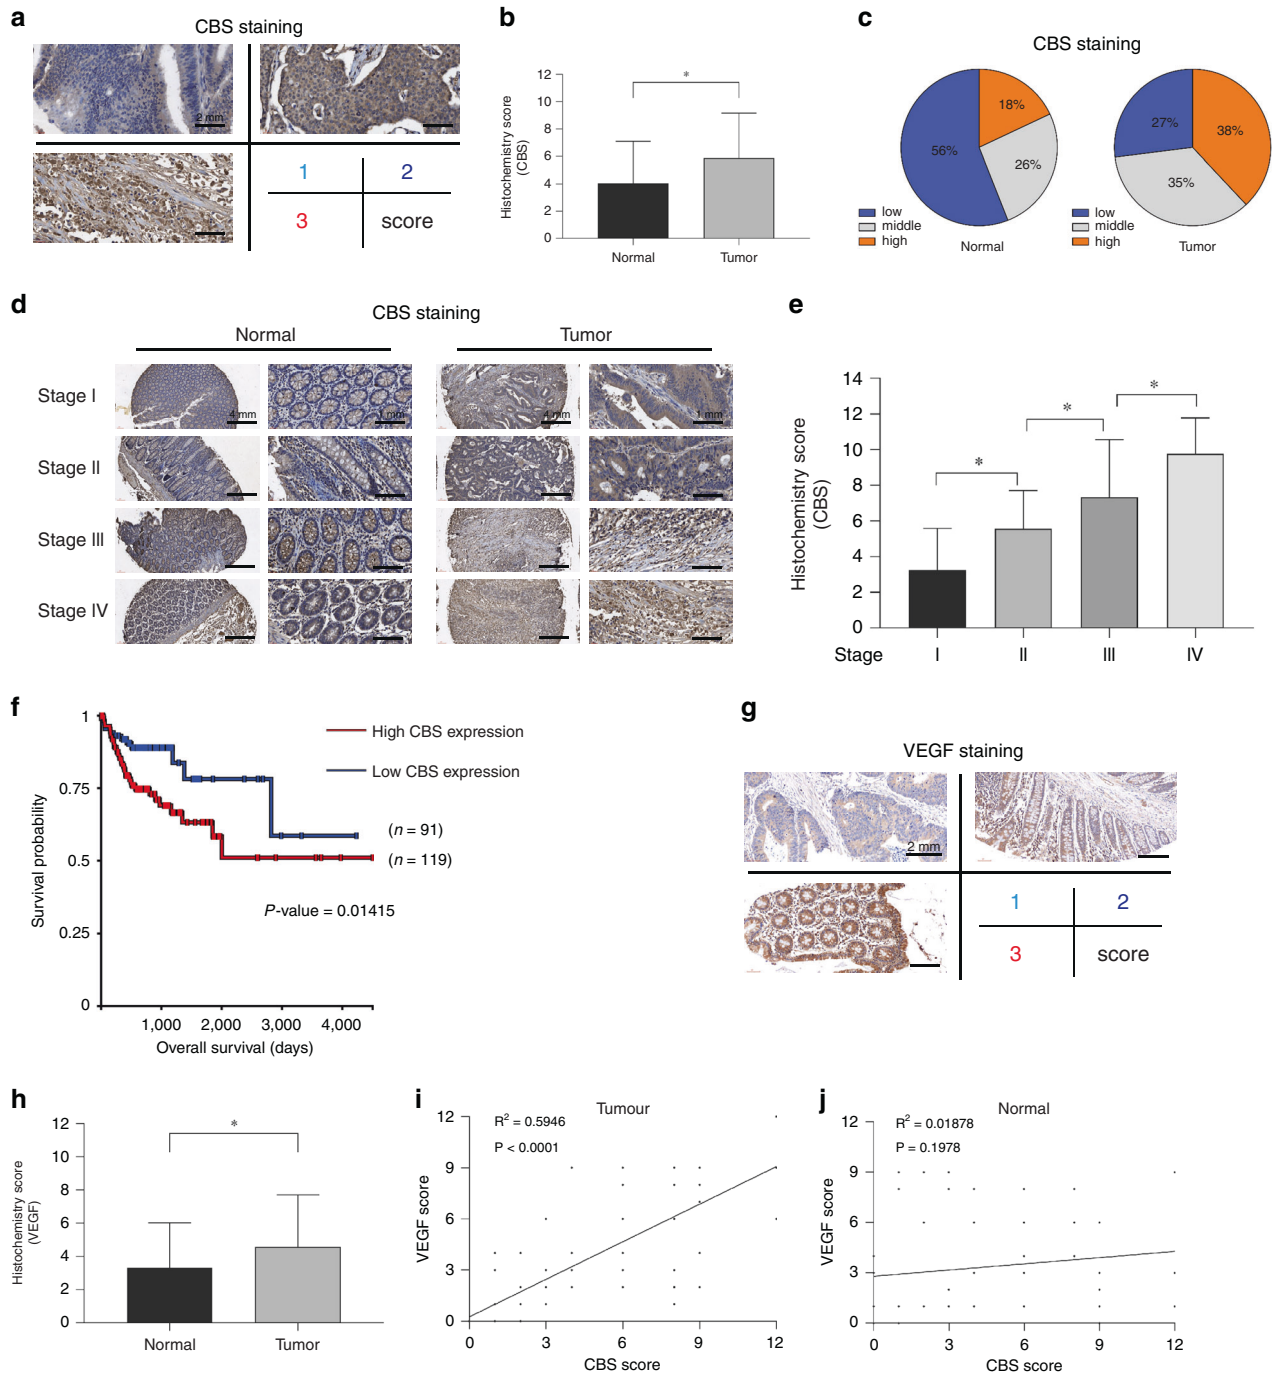 a
CBS staining
2 mm
1
2
3
score
b
12
10
8
6
4
2
0
Histochemistry score
(CBS)
*
Normal
Tumor
c
CBS staining
18%
26%
56%
low
middle
high
Normal
38%
35%
27%
low
middle
high
Tumor
d
CBS staining
Normal
Tumor
Stage I
4 mm
1 mm
4 mm
1 mm
Stage II
Stage III
Stage IV
e
14
12
10
8
6
4
2
0
Histochemistry score
(CBS)
*
*
*
Stage
I
II
III
IV
f
1
0.75
0.5
0.25
0
Survival probability
High CBS expression
Low CBS expression
(n = 91)
(n = 119)
P-value = 0.01415
1,000
2,000
3,000
4,000
Overall survival (days)
g
VEGF staining
2 mm
1
2
3
score
h
12
10
8
6
4
2
0
Histochemistry score
(VEGF)
*
Normal
Tumor
i
Tumour
R² = 0.5946
P < 0.0001
12
9
6
3
0
VEGF score
0
3
6
9
12
CBS score
j
Normal
R² = 0.01878
P = 0.1978
12
9
6
3
0
VEGF score
0
3
6
9
12
CBS score